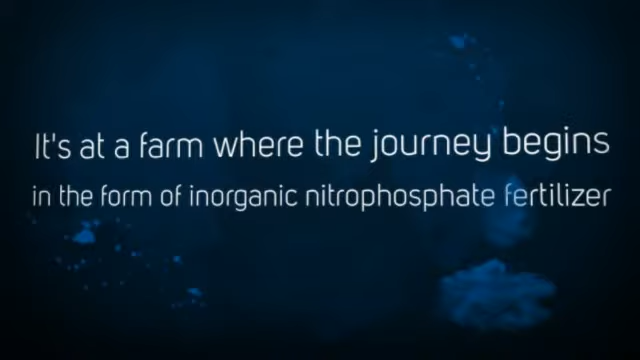 It's at a farm where the journey begins
in the form of inorganic nitrophosphate fertilizer